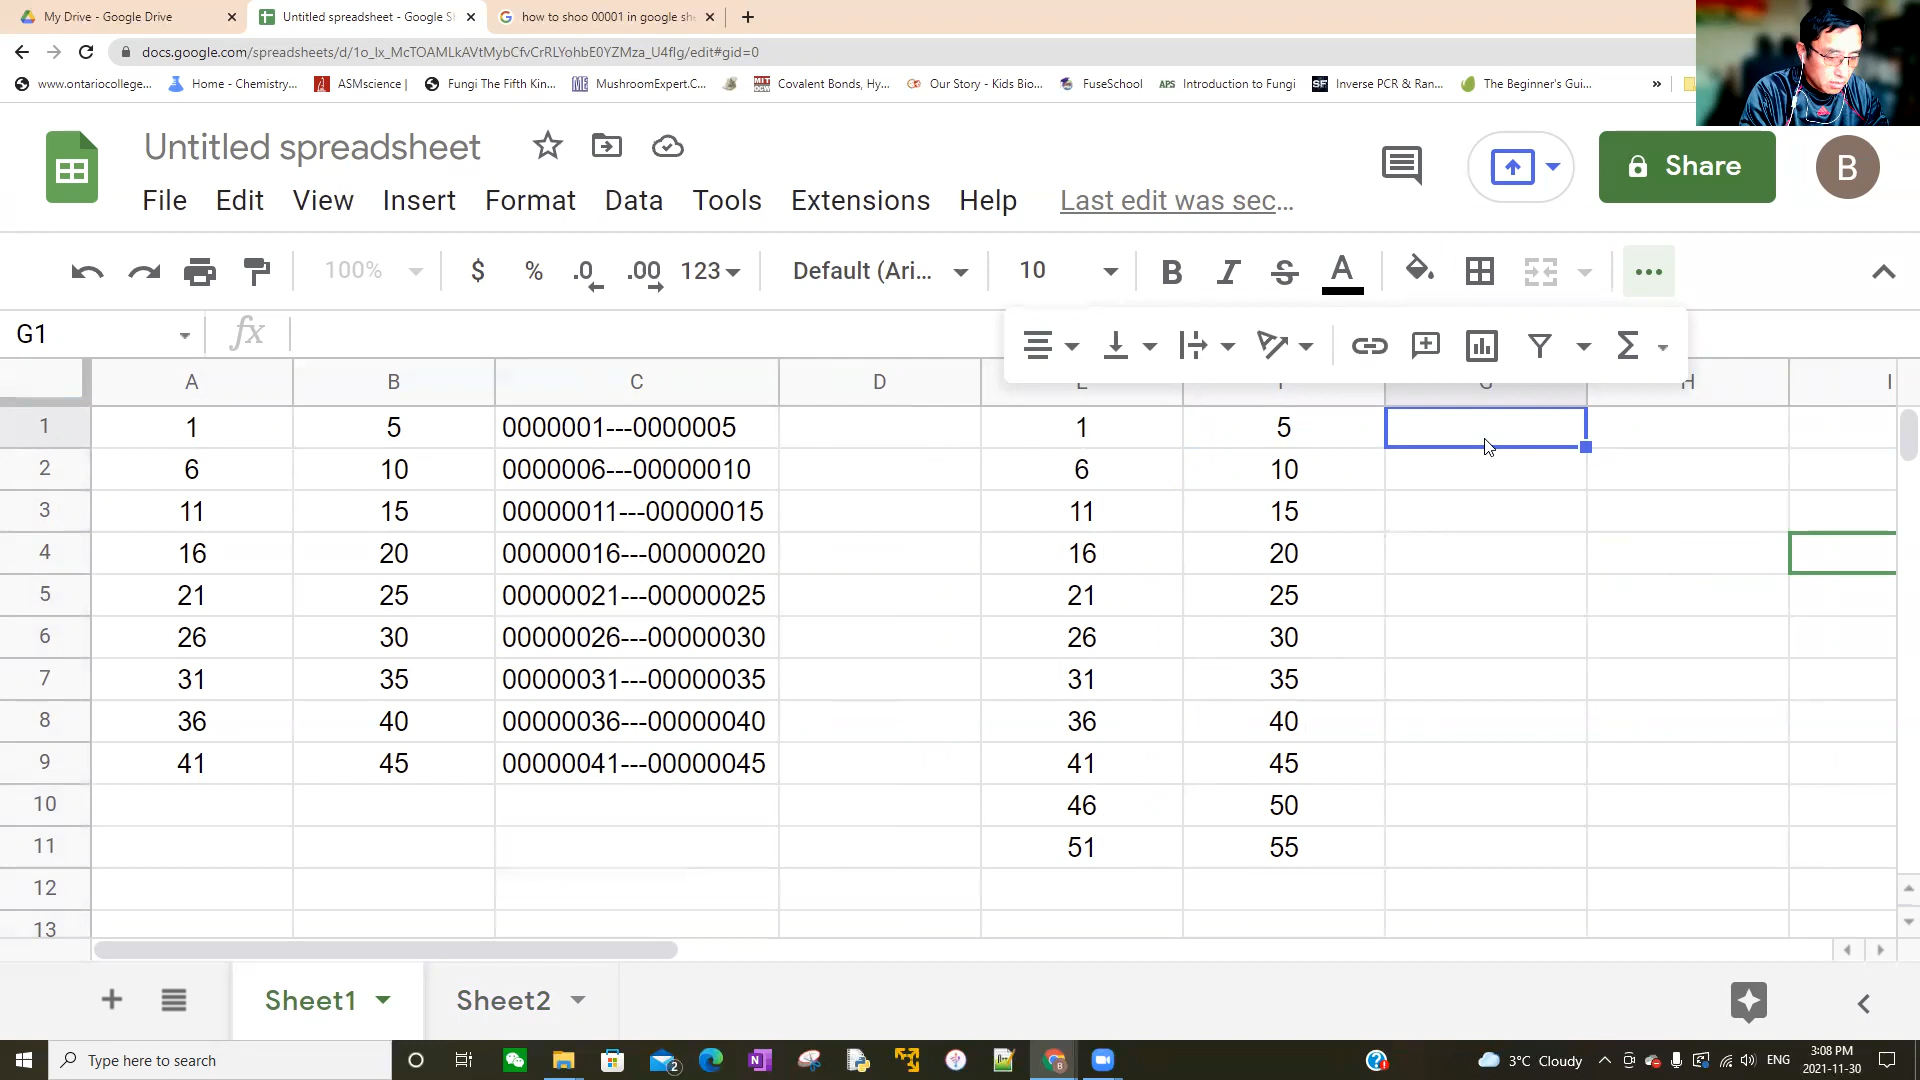 My Drive - Google Drive
Untitled spreadsheet - Google S
how to shoo 00001 in google she
docs.google.com/spreadsheets/d/1o_Ix_McTOAMLkAVtMybCfvCrRLYohbE0YZMza_U4flg/edit#gid=0
www.ontariocollege...
Home - Chemistry...
ASMscience |
Fungi The Fifth Kin...
MushroomExpert.C...
Covalent Bonds, Hy...
Our Story - Kids Bio...
FuseSchool
APS Introduction to Fungi
SF Inverse PCR & Ran...
The Beginner's Gui...
Untitled spreadsheet
Share
B
File Edit View Insert Format Data Tools Extensions Help Last edit was sec...
100% $ % .0 .00 123 Default (Ari... 10 B I S A
G1 fx
A B C D E F G H I
1 1 5 0000001---0000005 1 5
2 6 10 0000006---00000010 6 10
3 11 15 00000011---00000015 11 15
4 16 20 00000016---00000020 16 20
5 21 25 00000021---00000025 21 25
6 26 30 00000026---00000030 26 30
7 31 35 00000031---00000035 31 35
8 36 40 00000036---00000040 36 40
9 41 45 00000041---00000045 41 45
10 46 50
11 51 55
12
13
Sheet1 Sheet2
Type here to search
3°C Cloudy
ENG
3:08 PM
2021-11-30